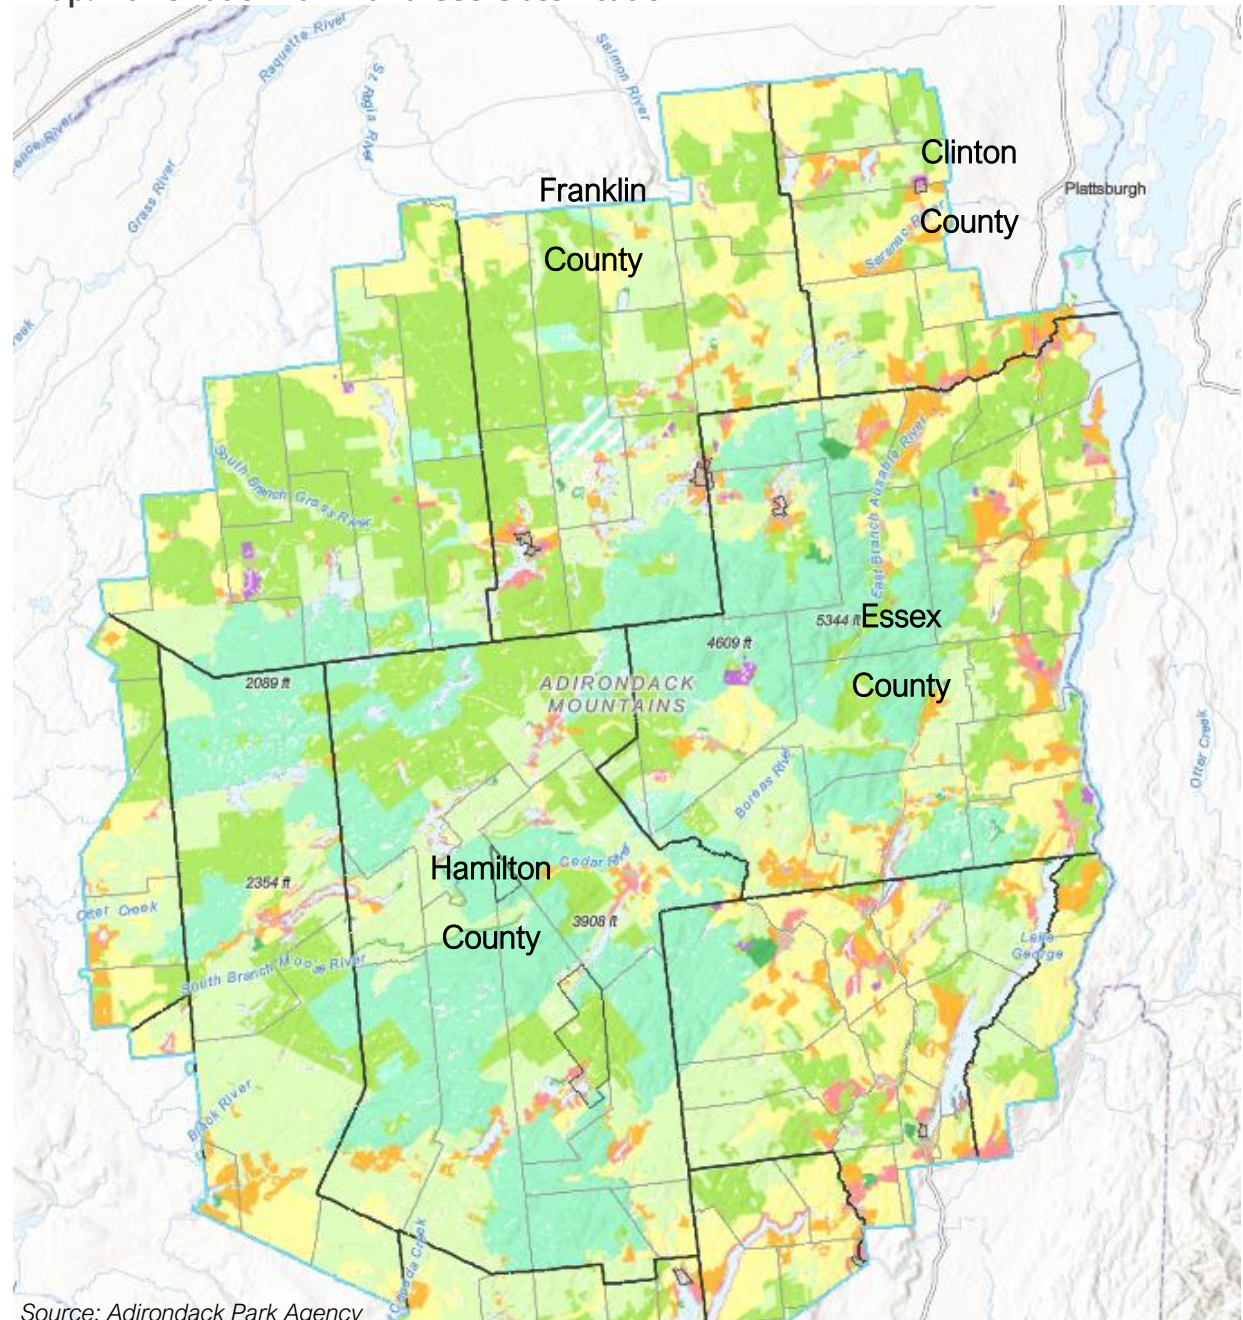 Raquette River
St. Regis River
Salmon River
Grass River
Clinton
County
Plattsburgh
Franklin
County
South Branch Grass River
East Branch Ausable River
Essex
County
5344 ft
4609 ft
2089 ft
ADIRONDACK
MOUNTAINS
Otter Creek
Boreas River
Hamilton
County
Cedar River
2354 ft
3908 ft
Otter Creek
South Branch Moose River
Lake
George
Black River
Source: Adirondack Park Agency